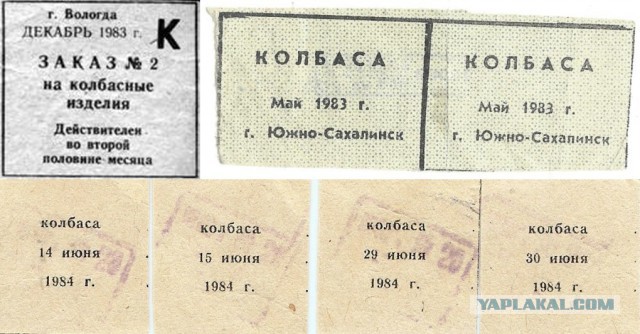 г. Вологда
ДЕКАБРЬ 1983 г. К
ЗАКАЗ № 2
на колбасные
изделия
Действителен
во второй
половине месяца
КОЛБАСА
Май 1983 г.
г. Южно-Сахалинск
КОЛБАСА
Май 1983 г.
г. Южно-Сахалинск
колбаса
14 июня
1984 г.
колбаса
15 июня
1984 г.
колбаса
29 июня
1984 г.
колбаса
30 июня
1984 г.
YAPLAKAL.COM